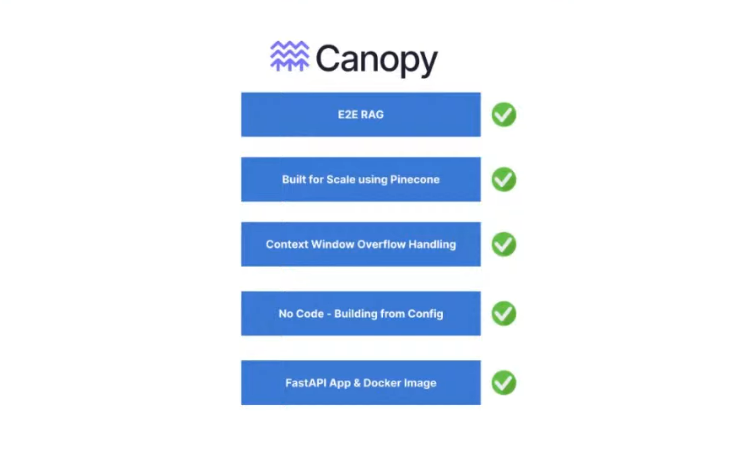 Canopy
E2E RAG
Built for Scale using Pinecone
Context Window Overflow Handling
No Code - Building from Config
FastAPI App & Docker Image